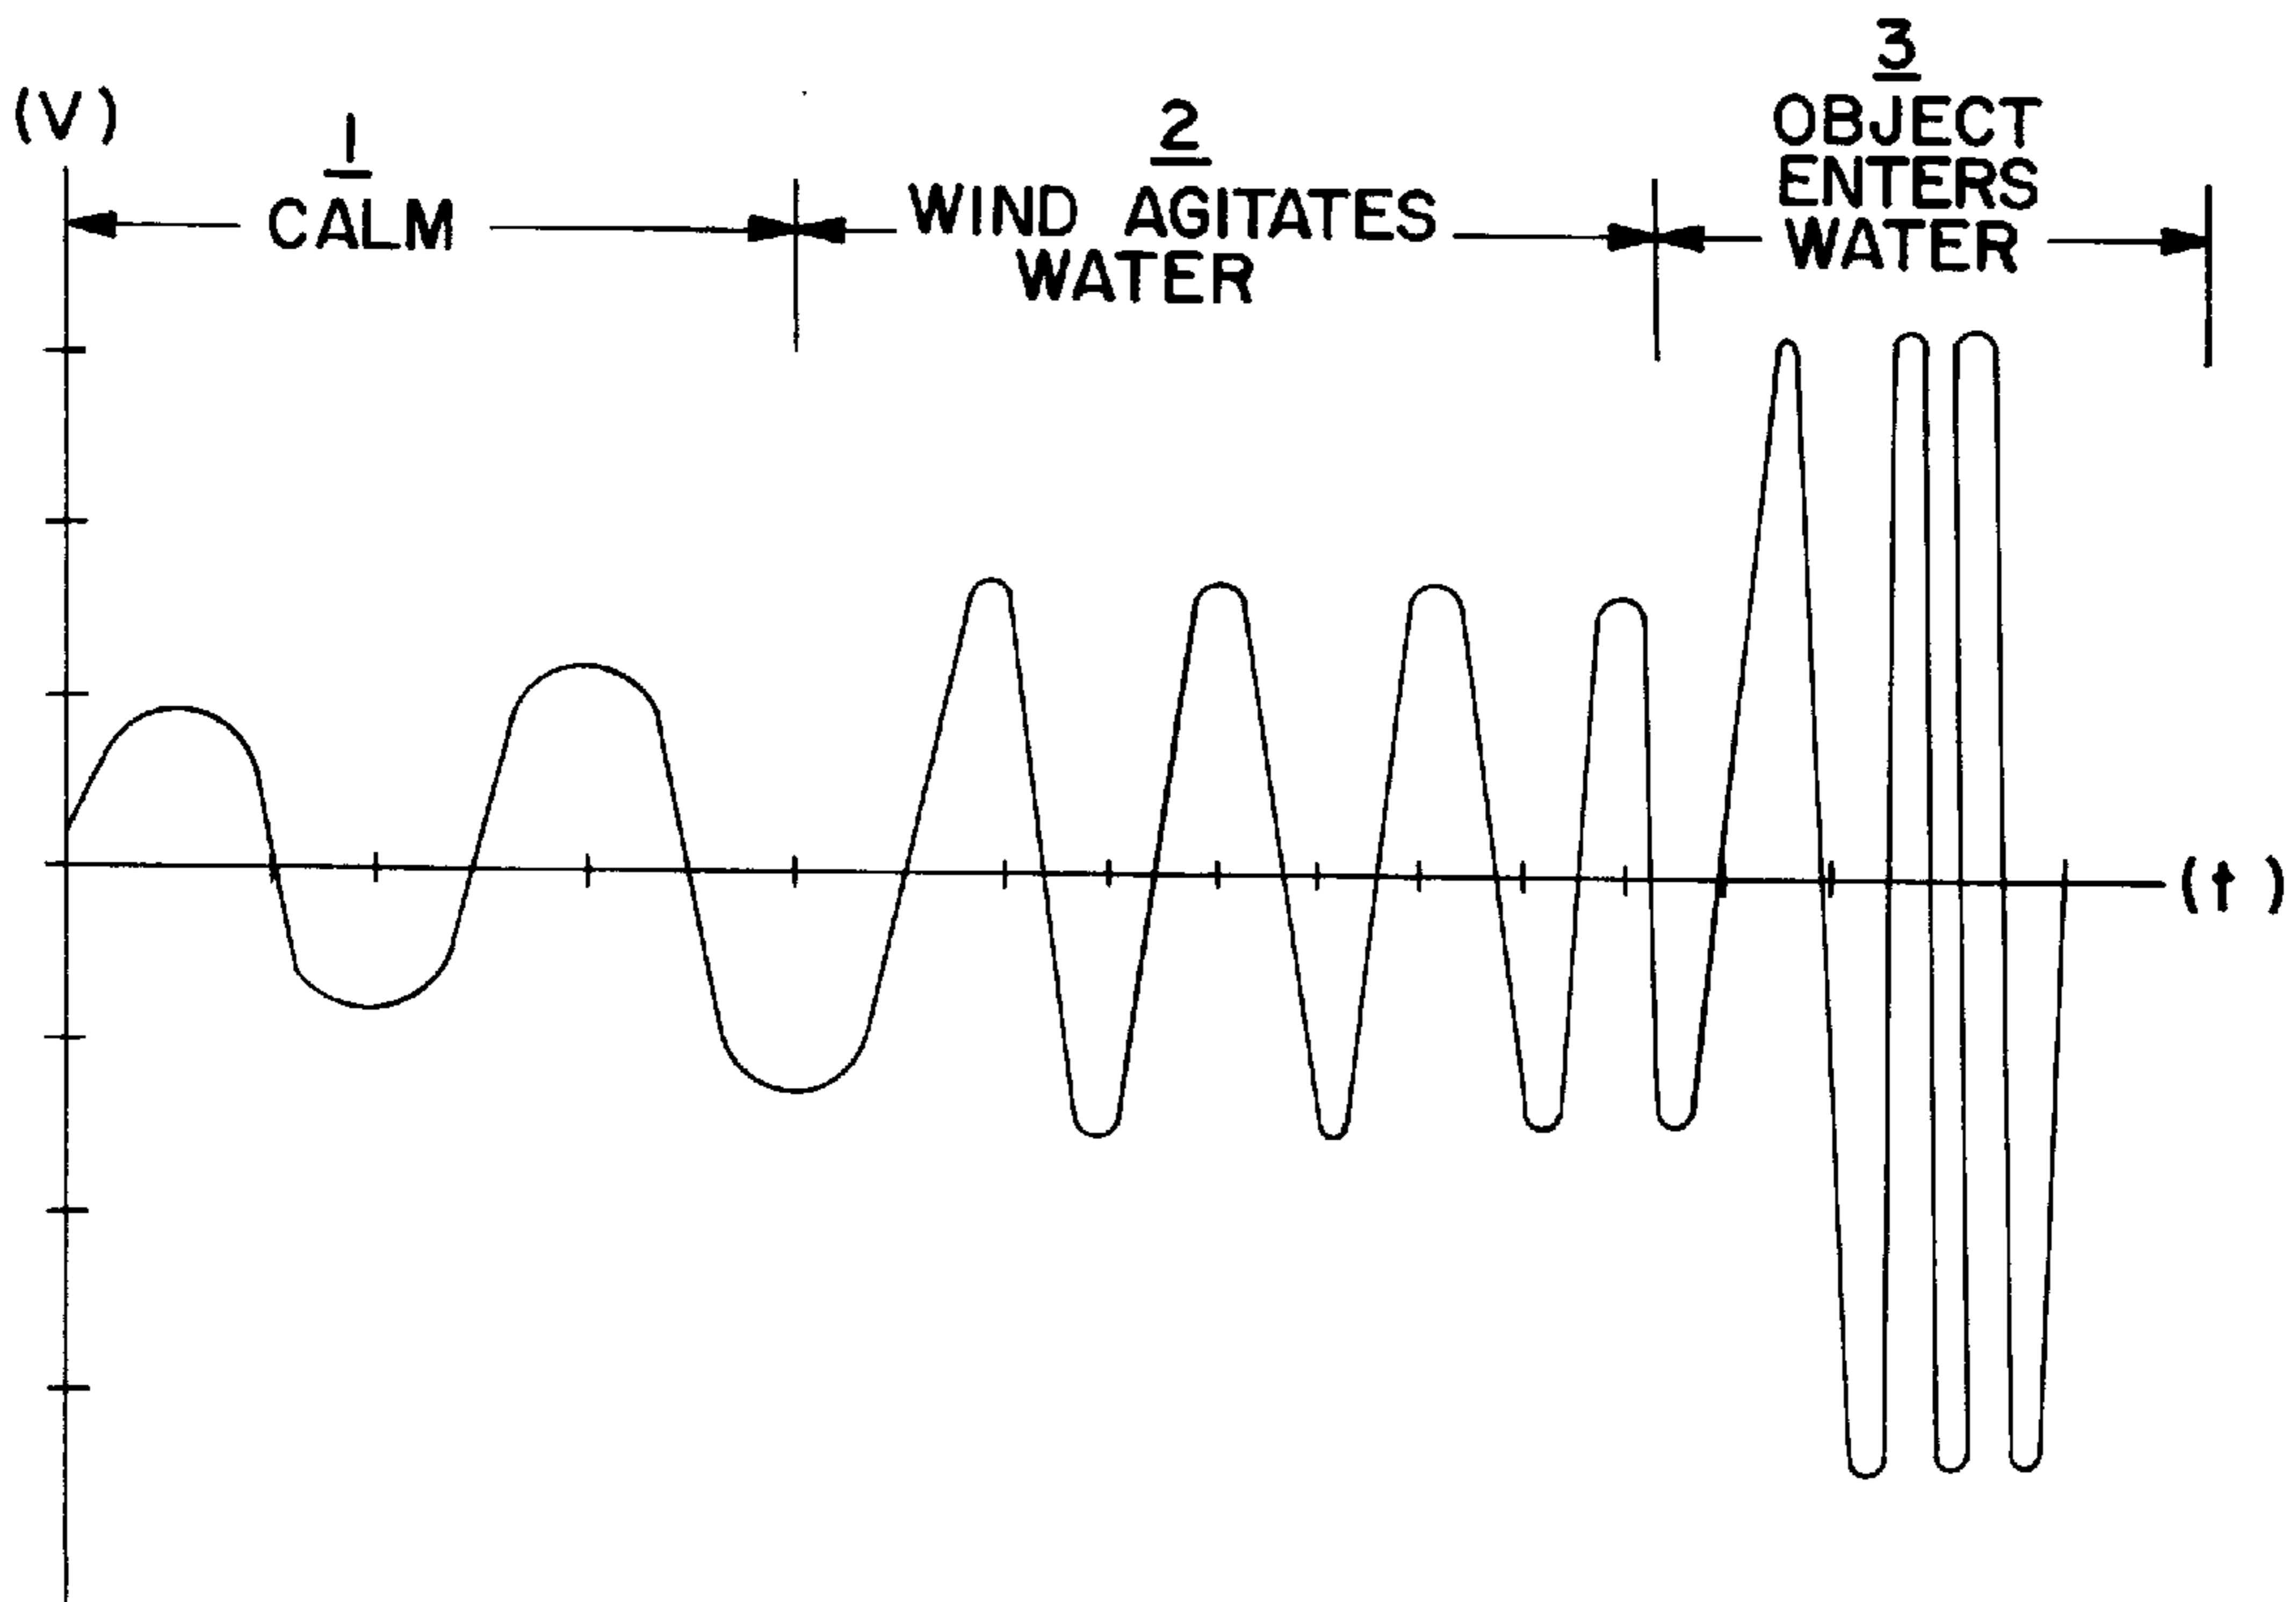 (V)
1
CALM
2
WIND AGITATES
WATER
3
OBJECT
ENTERS
WATER
(t)